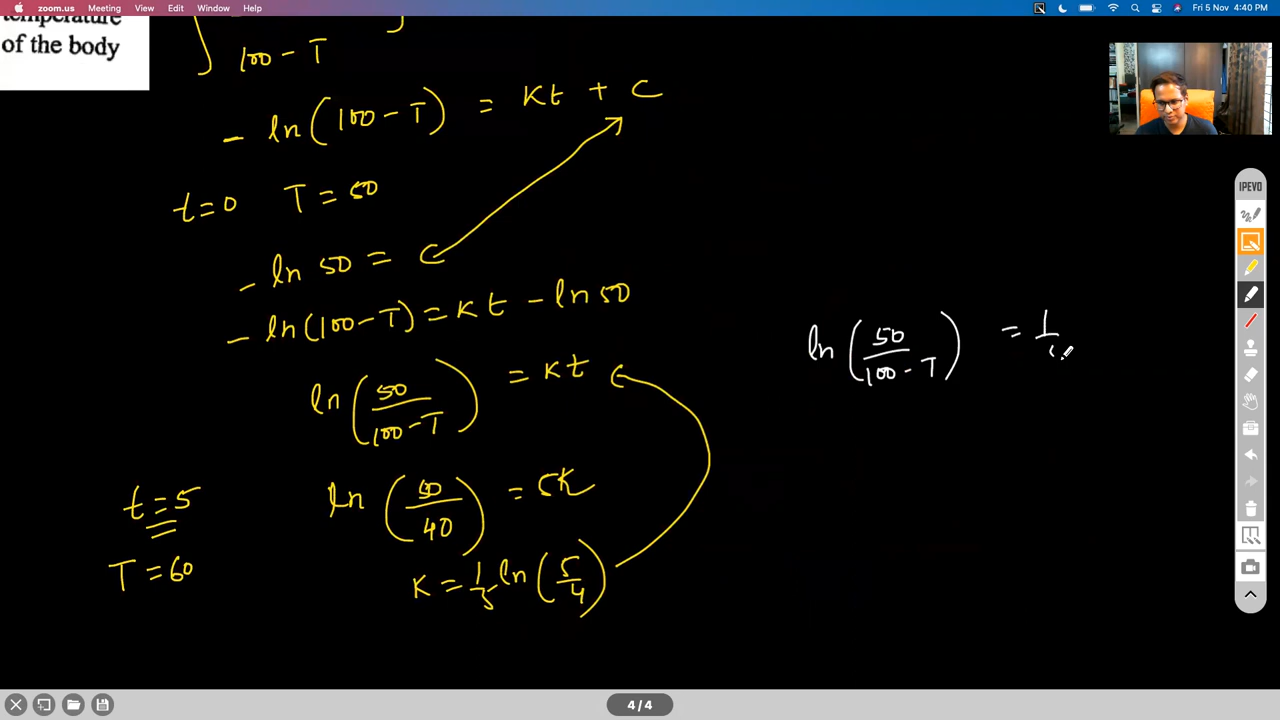 zoom.us Meeting View Edit Window Help Fri 5 Nov 4:40 PM
temperature
of the body
∫ 100 - T ∫
- ln(100 - T) = Kt + C
t = 0 T = 50
- ln 50 = C
- ln(100 - T) = Kt - ln 50
ln(50/(100 - T)) = Kt
t = 5
ln(50/40) = 5K
T = 60
K = 1/5 ln(5/4)
ln(50/(100 - T)) = 1/
IPEVO
4/4